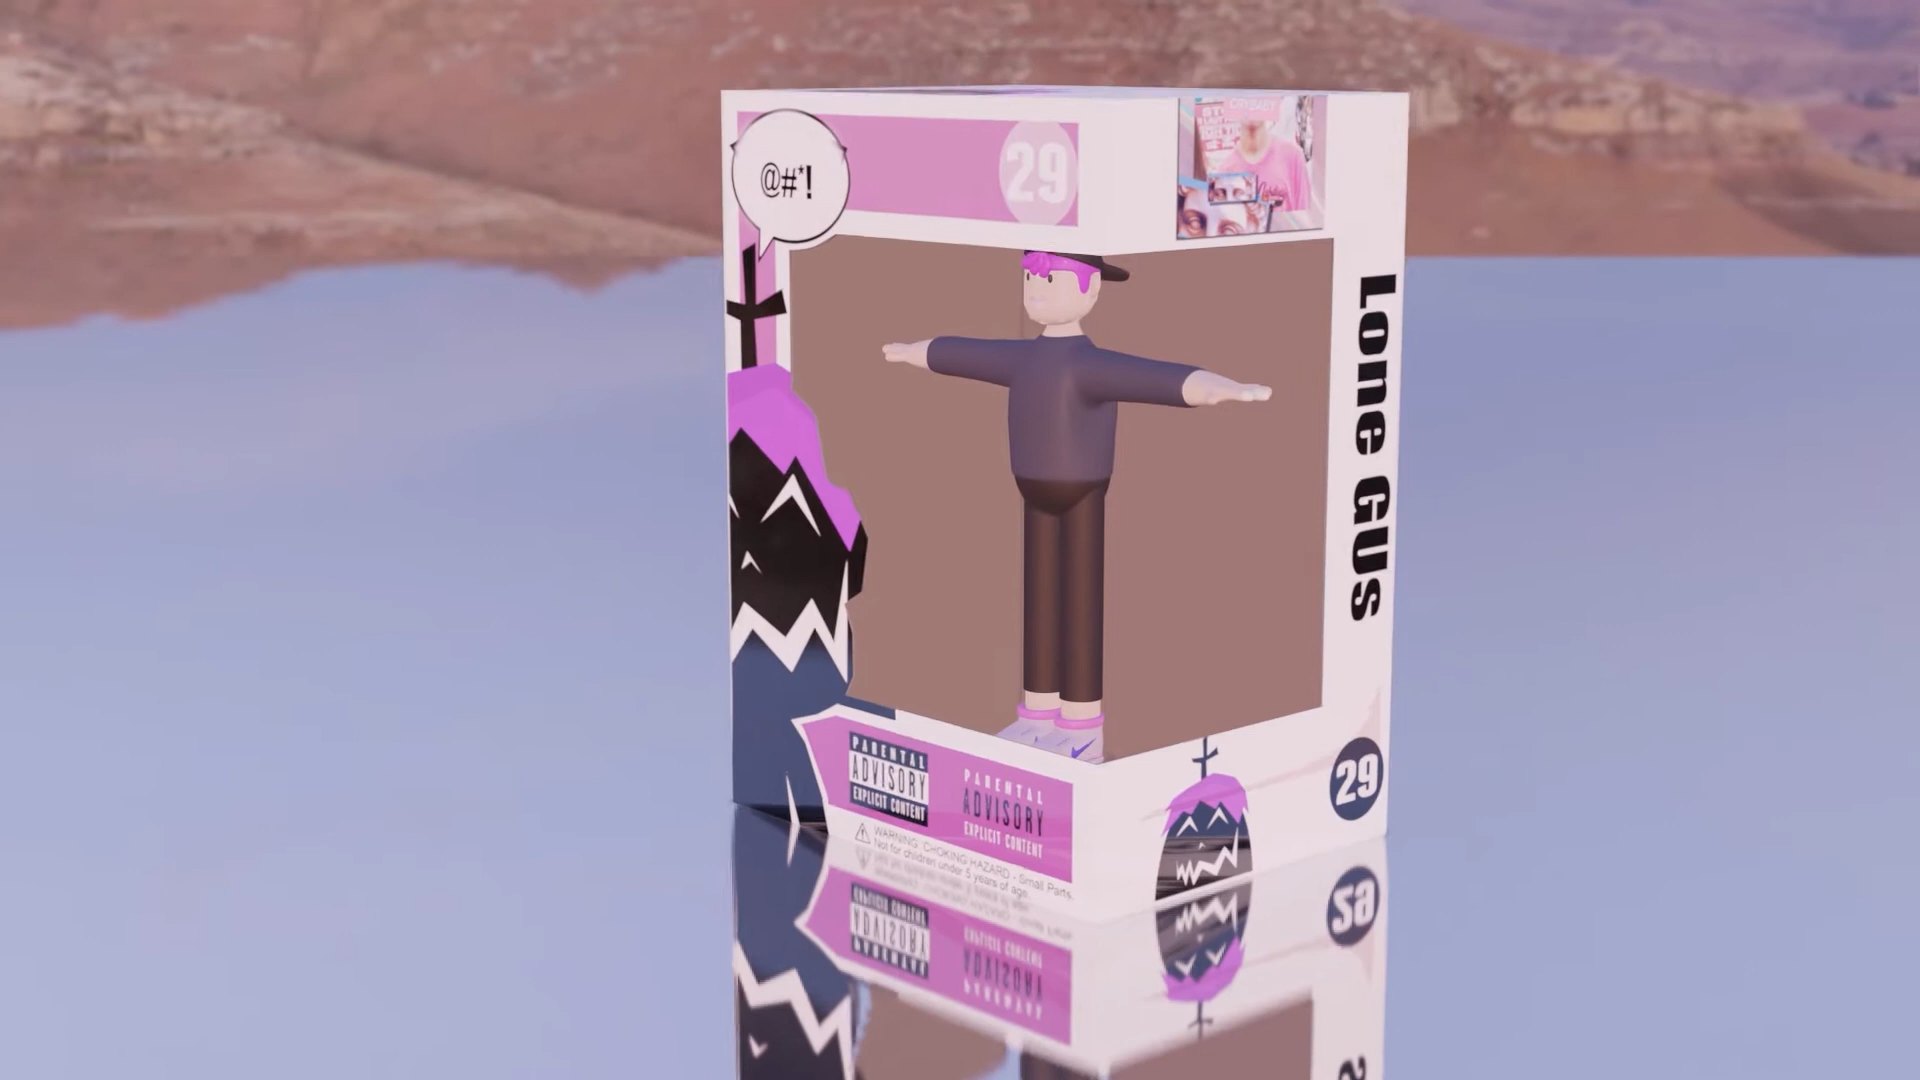 @#*!
29
CRYBABY
Lone GUS
PARENTAL
ADVISORY
EXPLICIT CONTENT
PARENTAL
ADVISORY
EXPLICIT CONTENT
WARNING: CHOKING HAZARD - Small Parts.
Not for children under 5 years of age.
29